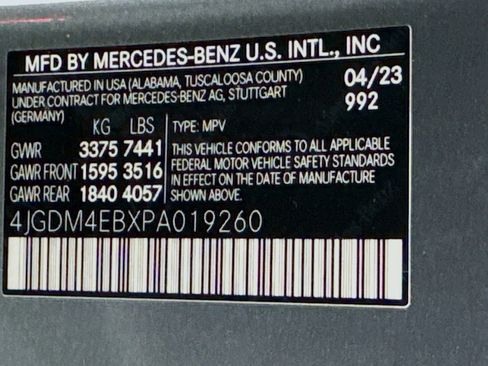 MFD BY MERCEDES-BENZ U.S. INTL., INC
MANUFACTURED IN USA (ALABAMA, TUSCALOOSA COUNTY) 04/23
UNDER CONTRACT FOR MERCEDES-BENZ AG, STUTTGART 992
(GERMANY)
KG LBS TYPE: MPV
GVWR 3375 7441 THIS VEHICLE CONFORMS TO ALL APPLICABLE
GAWR FRONT 1595 3516 FEDERAL MOTOR VEHICLE SAFETY STANDARDS
GAWR REAR 1840 4057 IN EFFECT ON THE DATE OF MANUFACTURE SHOWN ABOVE.
4JGDM4EBXPA019260